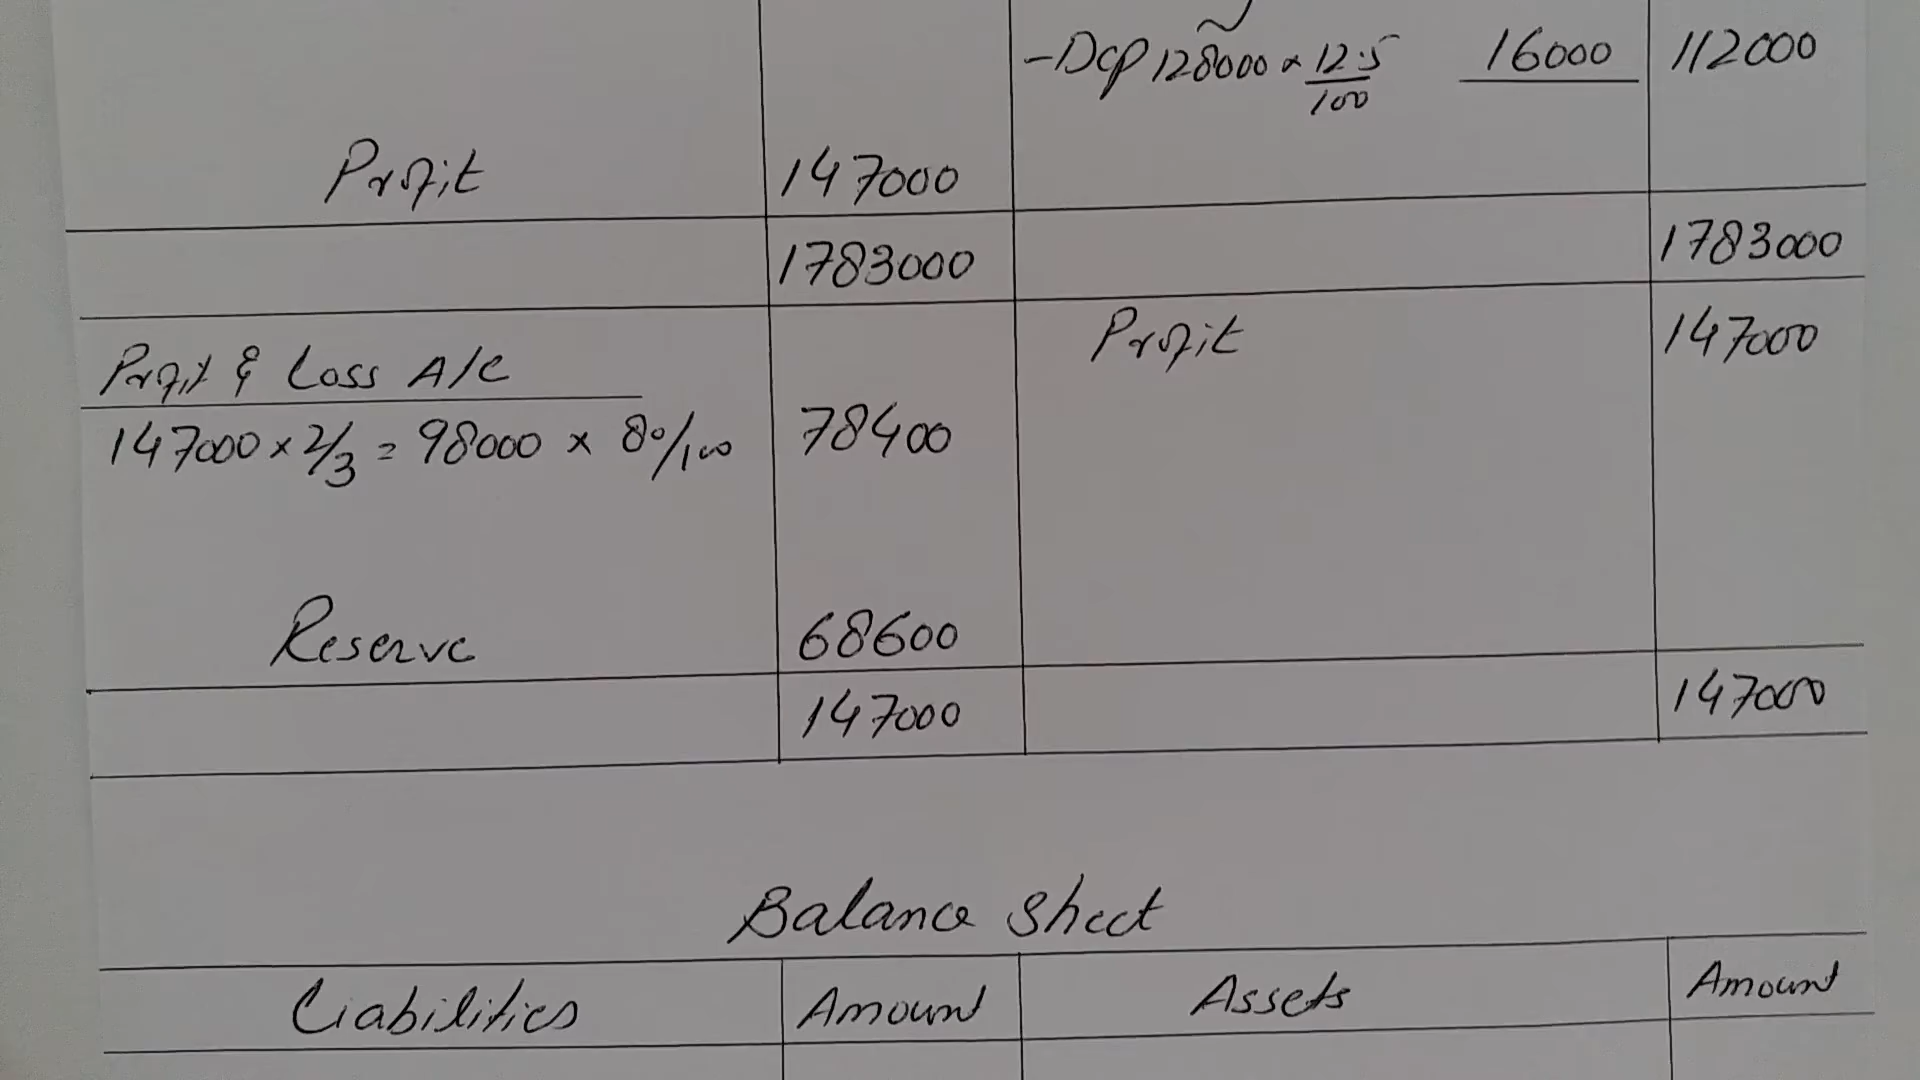 -Dep 128000 × 12.5/100 16000 112000
Profit 147000
1783000 1783000
Profit & Loss A/C Profit 147000
147000 × 2/3 = 98000 × 80/100 78400
Reserve 68600
147000 147000
Balance Sheet
Liabilities Amount Assets Amount